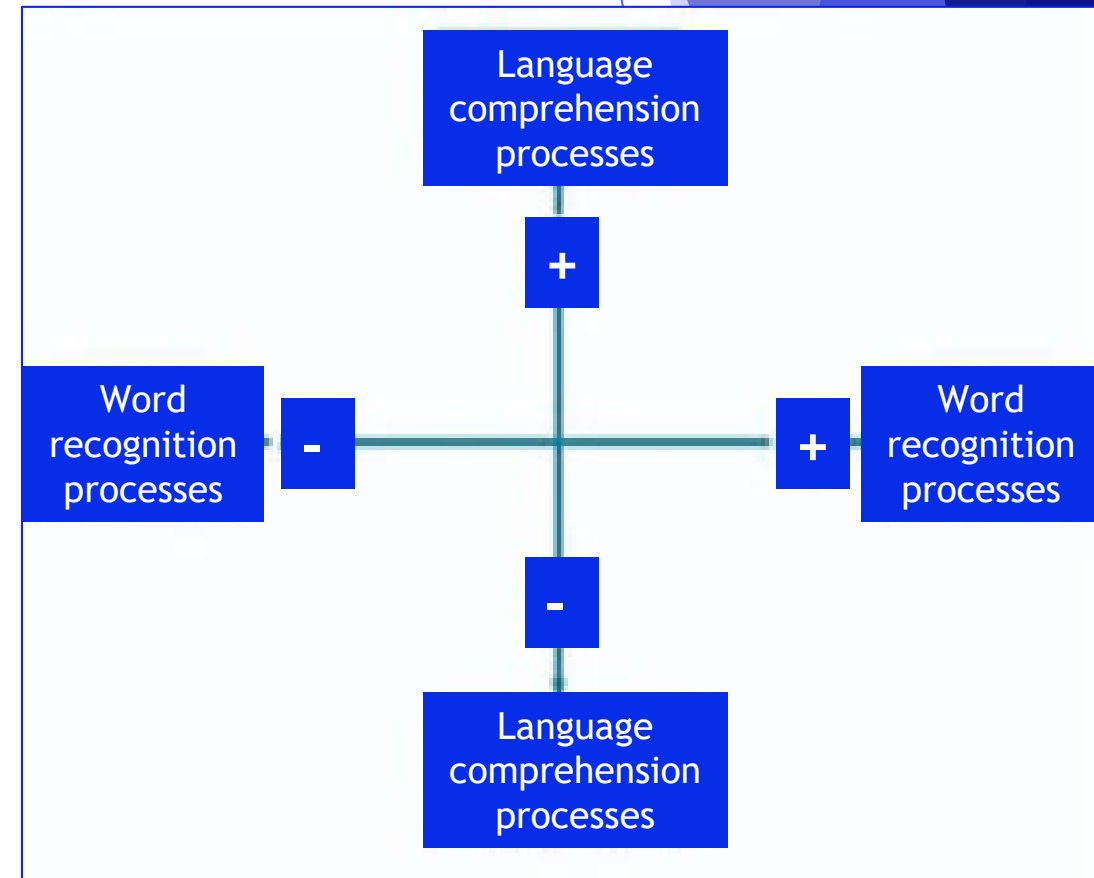 Language
comprehension
processes
+
Word
recognition
processes
-
+
Word
recognition
processes
-
Language
comprehension
processes